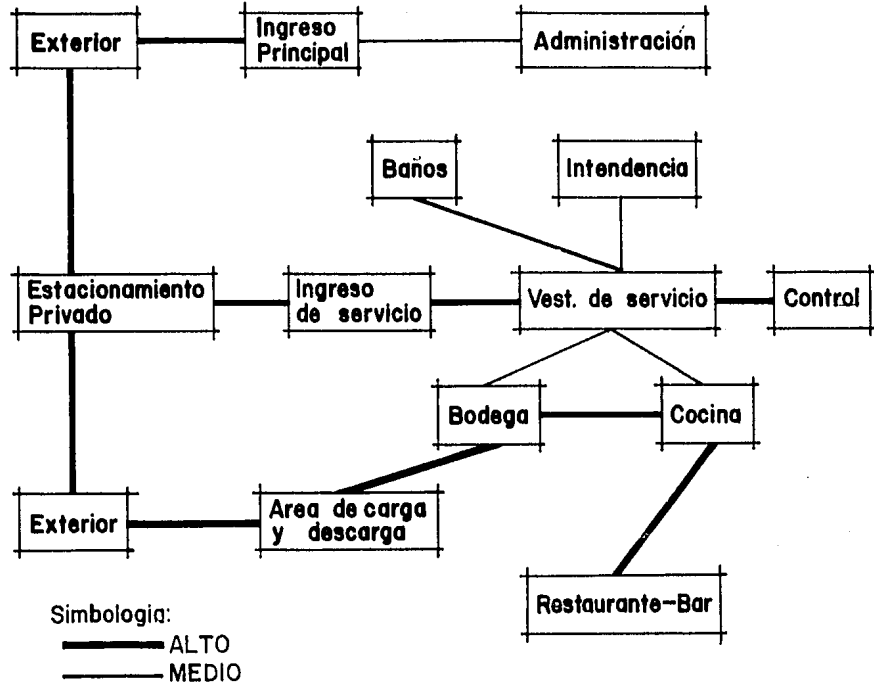 Exterior
Ingreso
Principal
Administración
Baños
Intendencia
Estacionamiento
Privado
Ingreso
de servicio
Vest. de servicio
Control
Bodega
Cocina
Exterior
Area de carga
y descarga
Restaurante-Bar
Simbologia:
ALTO
MEDIO